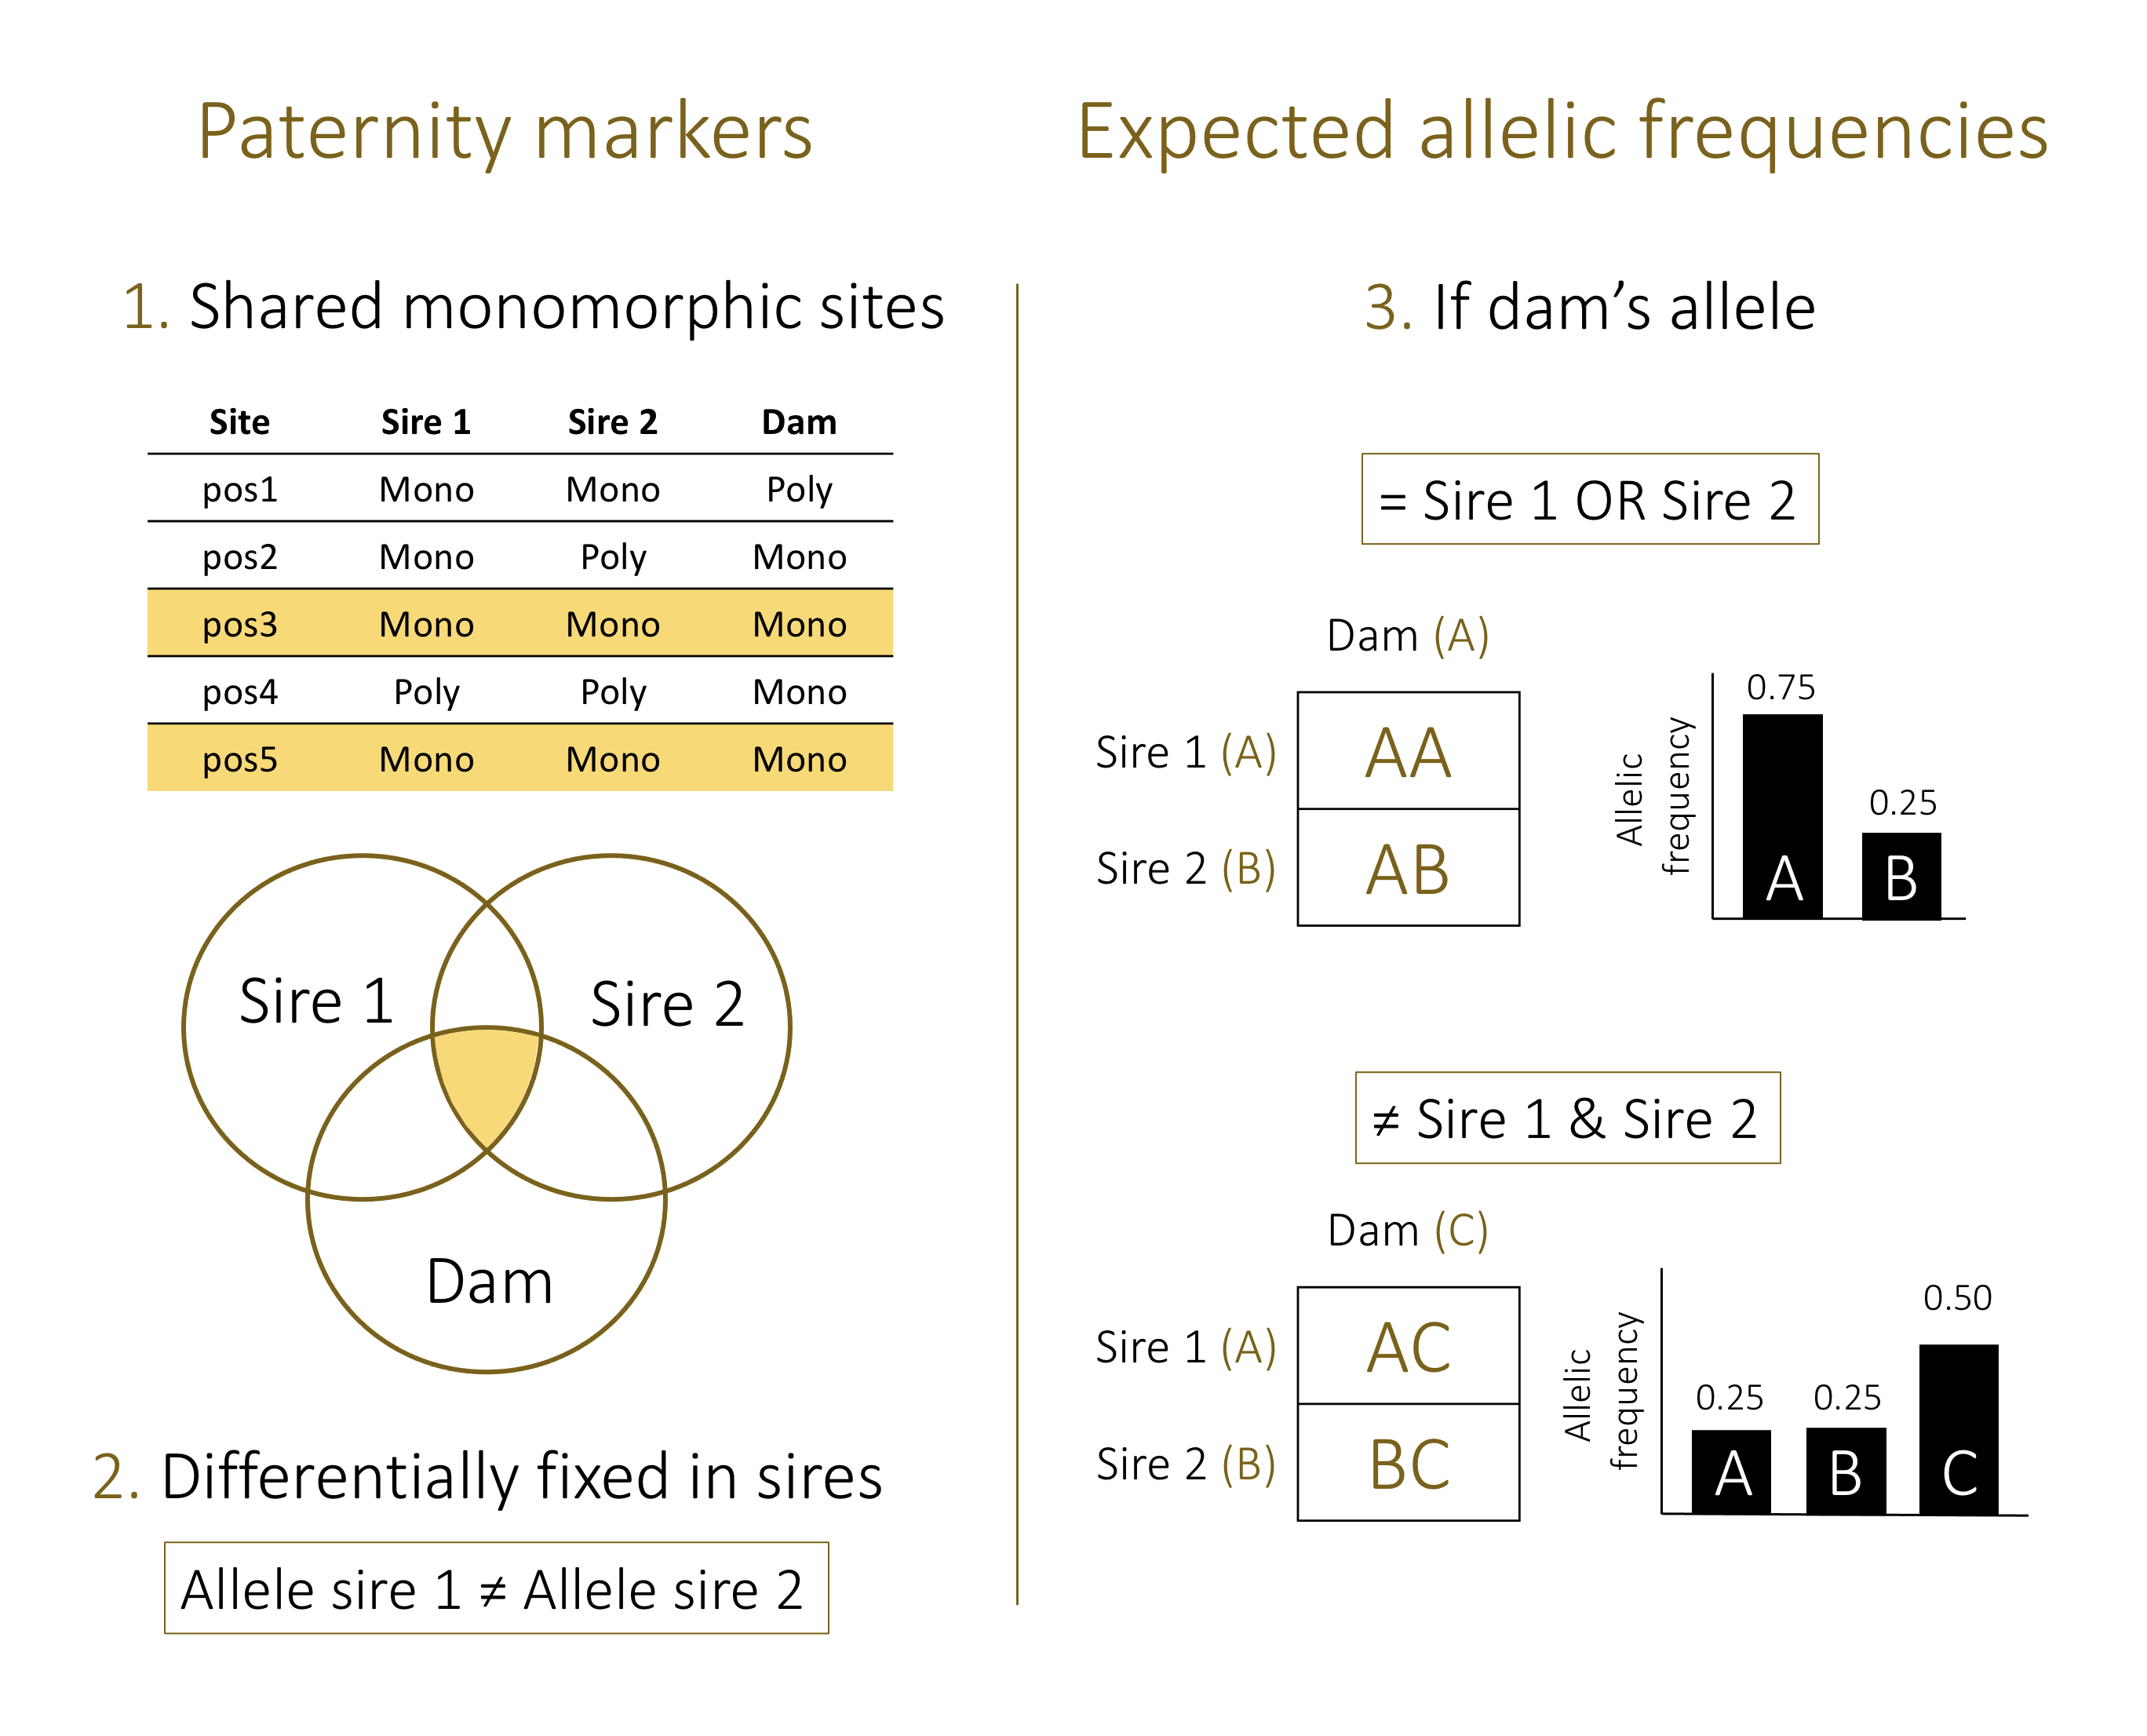 Paternity markers
1. Shared monomorphic sites
Site Sire 1 Sire 2 Dam
pos1 Mono Mono Poly
pos2 Mono Poly Mono
pos3 Mono Mono Mono
pos4 Poly Poly Mono
pos5 Mono Mono Mono
Sire 1
Sire 2
Dam
2. Differentially fixed in sires
Allele sire 1 ≠ Allele sire 2
Expected allelic frequencies
3. If dam’s allele
= Sire 1 OR Sire 2
Dam (A)
Sire 1 (A) AA
Sire 2 (B) AB
Allelic
frequency
0.75
0.25
A
B
≠ Sire 1 & Sire 2
Dam (C)
Sire 1 (A) AC
Sire 2 (B) BC
Allelic
frequency
0.25
0.25
0.50
A
B
C